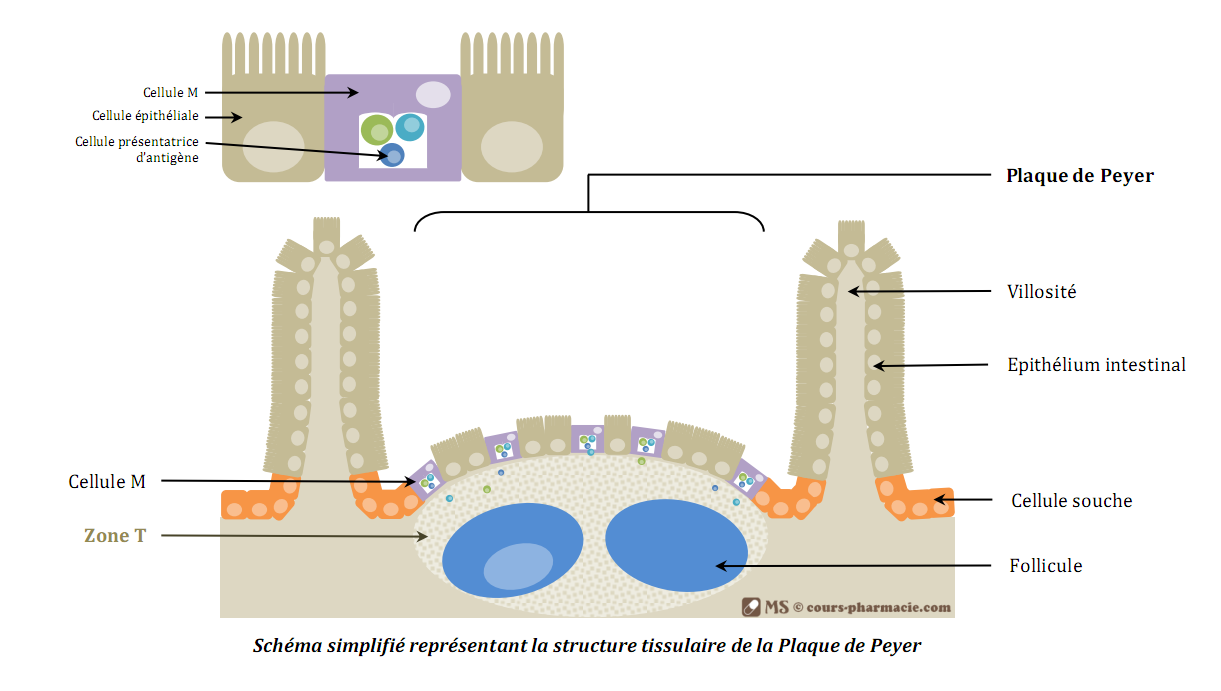 Cellule M
Cellule épithéliale
Cellule présentatrice
d'antigène
Plaque de Peyer
Villosité
Epithélium intestinal
Cellule M
Cellule souche
Zone T
Follicule
MS © cours-pharmacie.com
Schéma simplifié représentant la structure tissulaire de la Plaque de Peyer